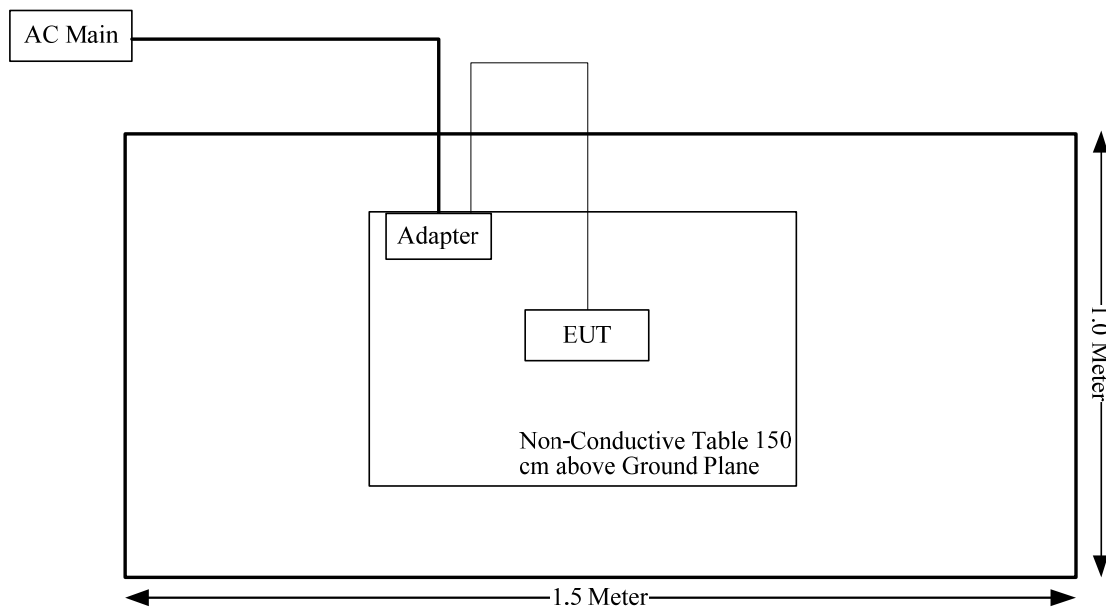 AC Main
Adapter
EUT
Non-Conductive Table 150
cm above Ground Plane
1.0 Meter
1.5 Meter